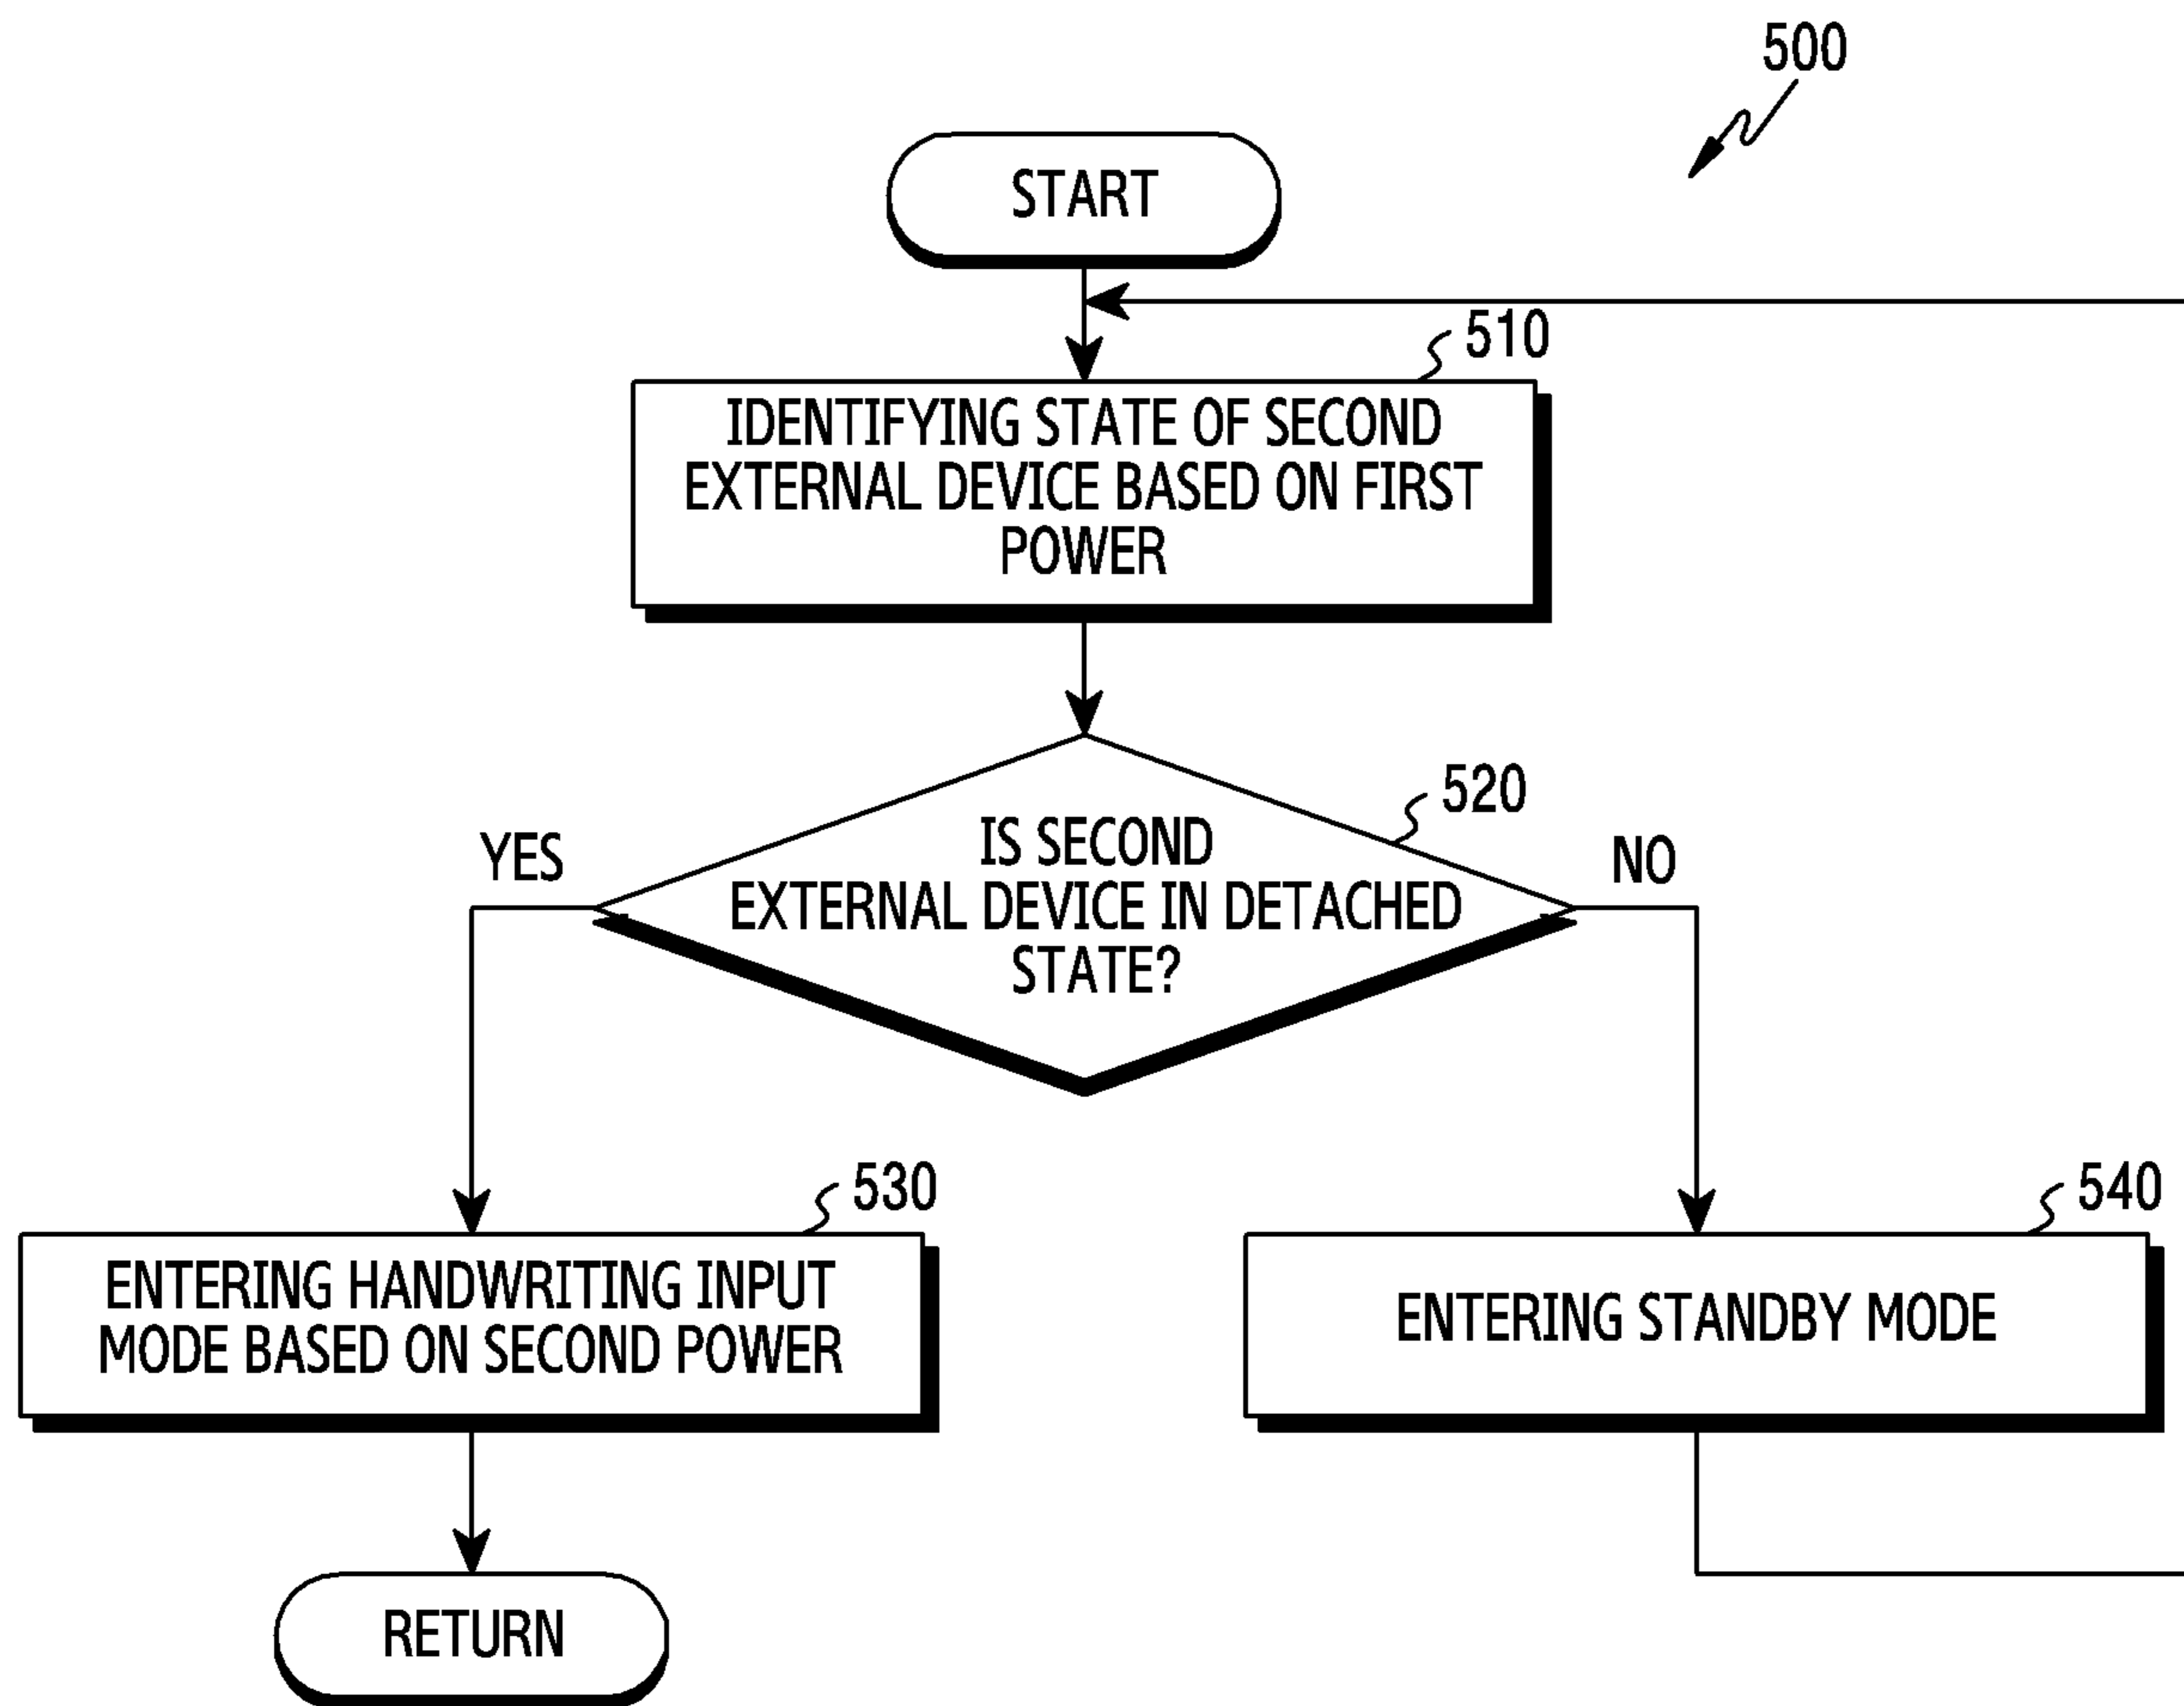 500
START
510
IDENTIFYING STATE OF SECOND
EXTERNAL DEVICE BASED ON FIRST
POWER
520
IS SECOND
EXTERNAL DEVICE IN DETACHED
STATE?
YES
NO
530
ENTERING HANDWRITING INPUT
MODE BASED ON SECOND POWER
540
ENTERING STANDBY MODE
RETURN